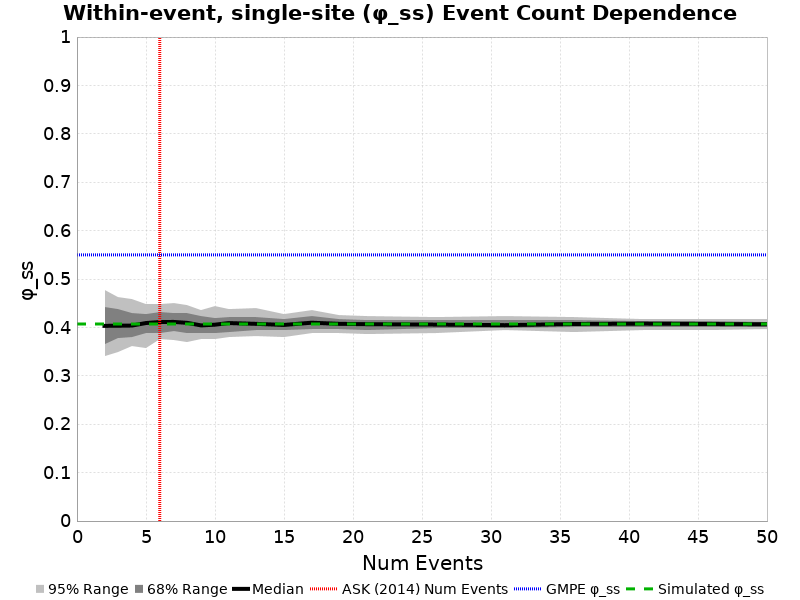 Within-event, single-site (φ_ss) Event Count Dependence
1
0.9
0.8
0.7
0.6
0.5
0.4
0.3
0.2
0.1
0
φ_ss
0 5 10 15 20 25 30 35 40 45 50
Num Events
95% Range 68% Range Median ASK (2014) Num Events GMPE φ_ss Simulated φ_ss